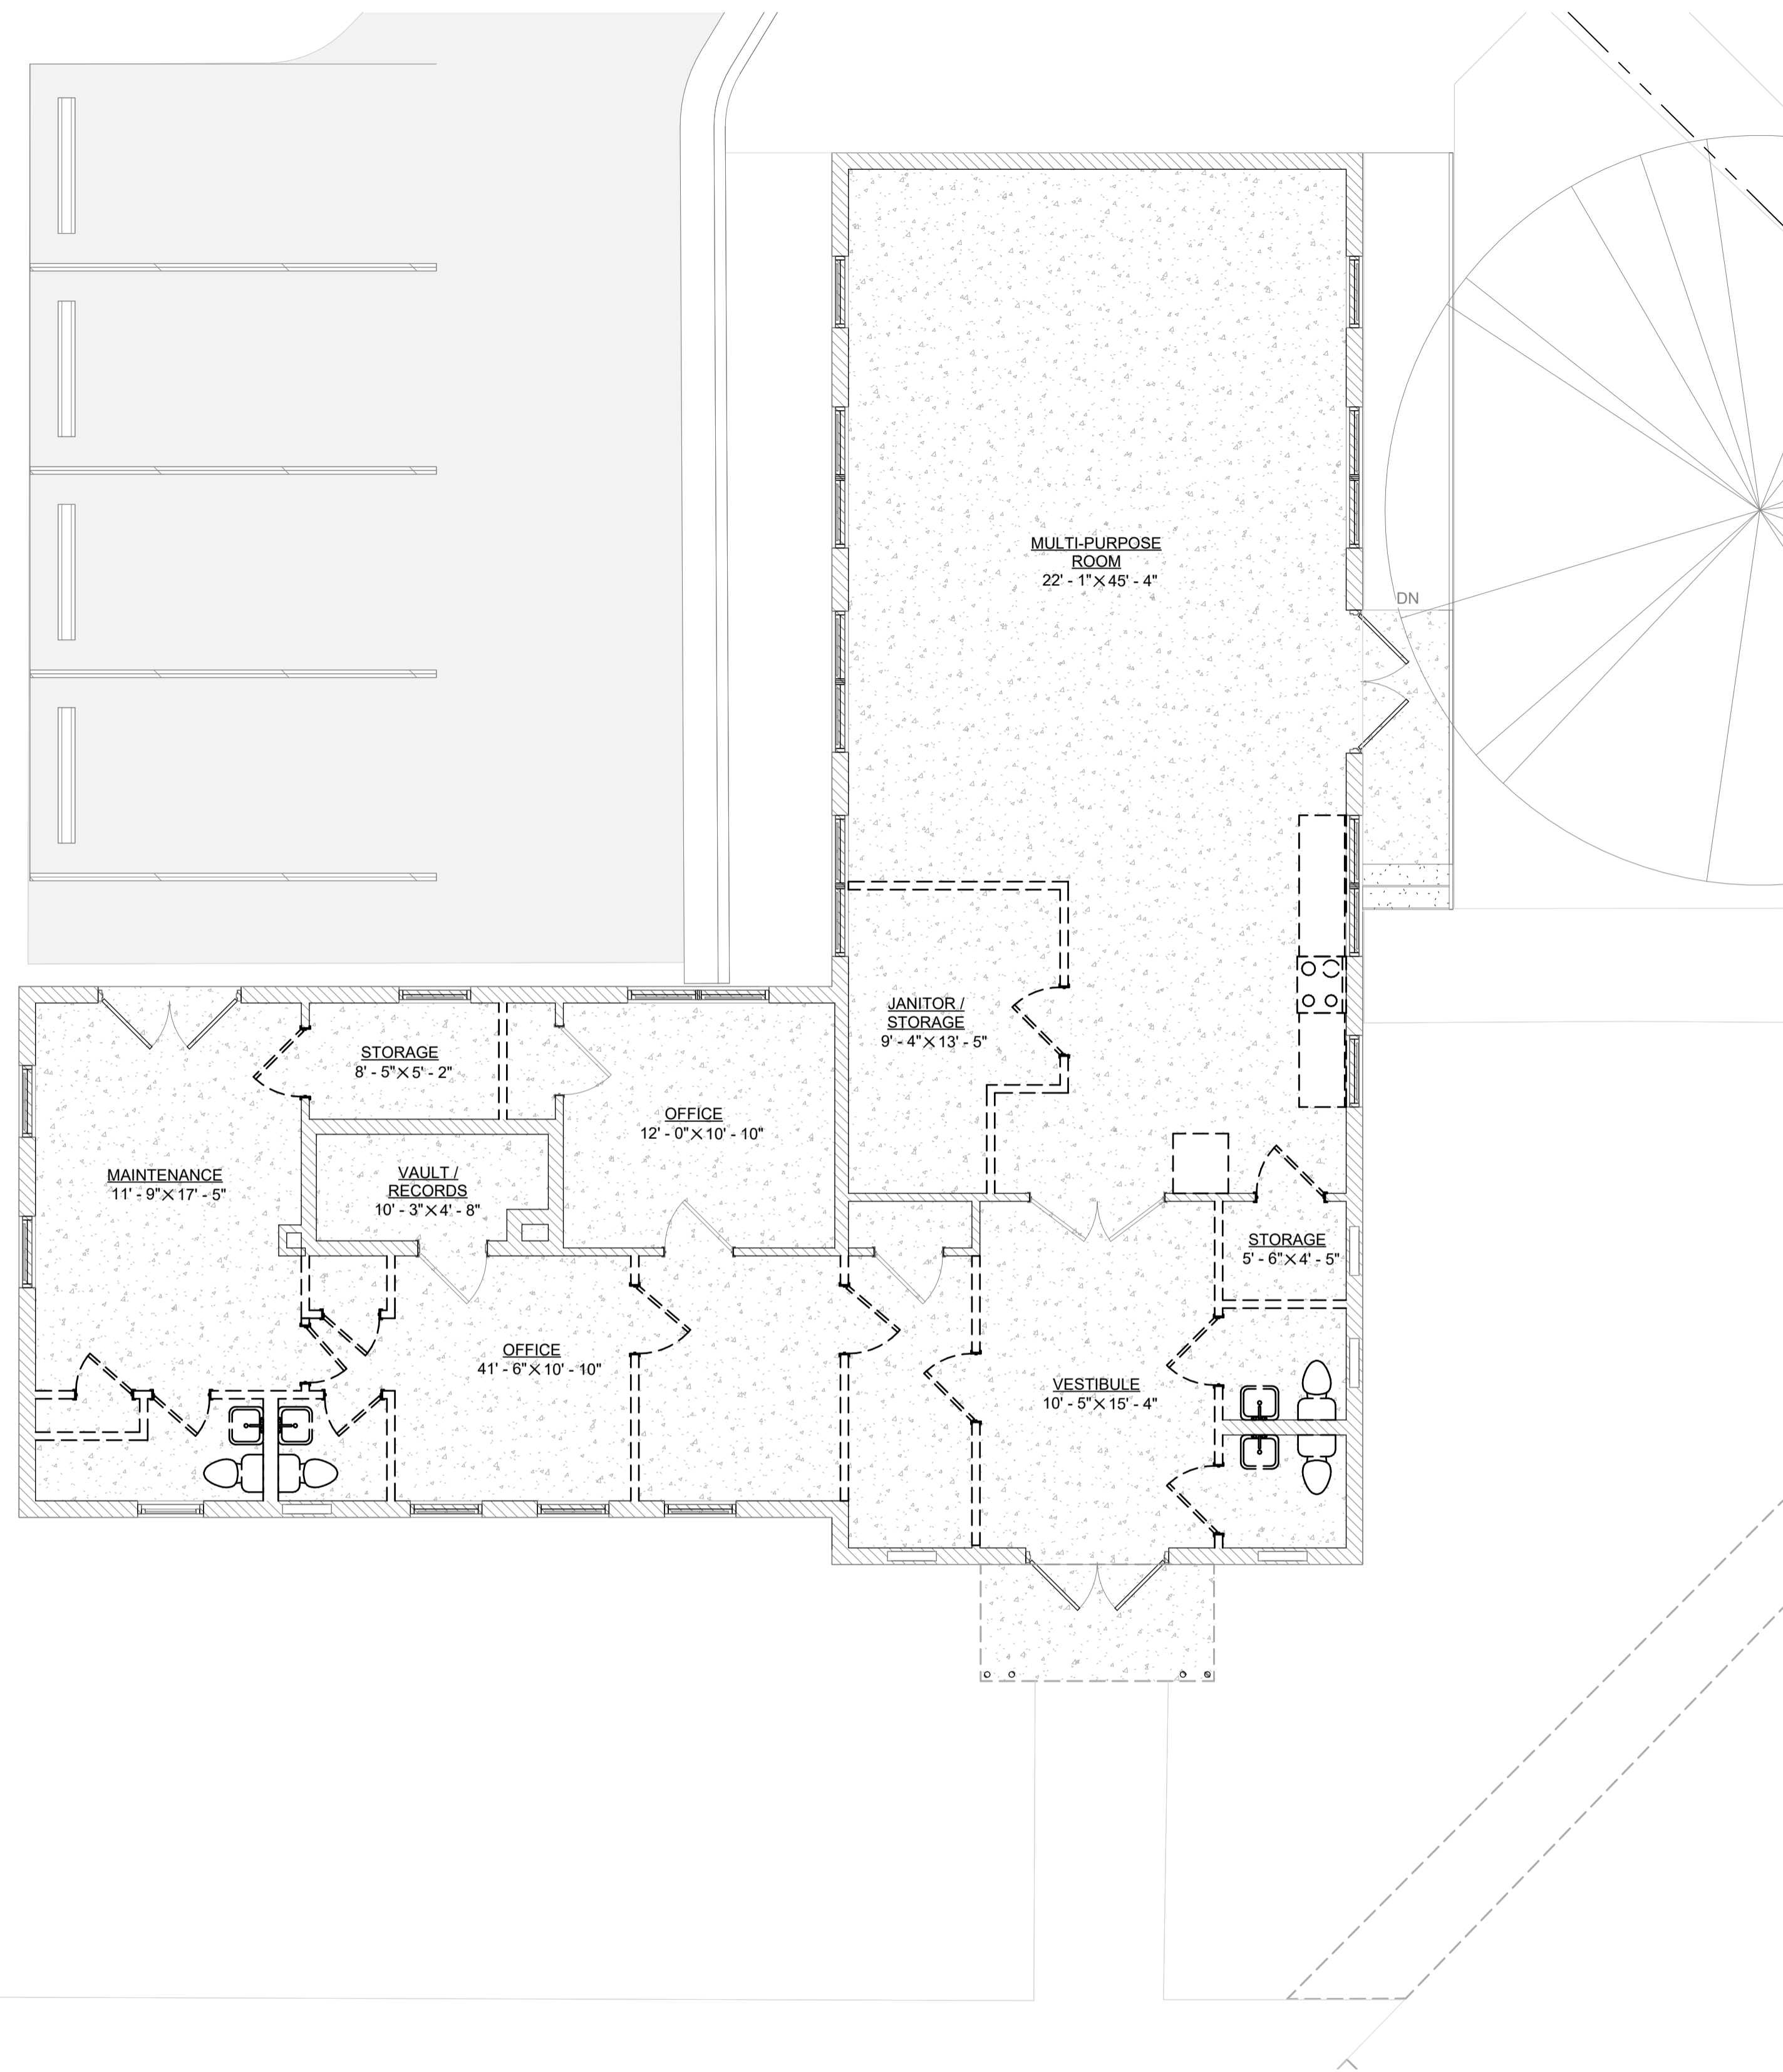 MULTI-PURPOSE
ROOM
22' - 1" X 45' - 4"
DN
JANITOR /
STORAGE
9' - 4" X 13' - 5"
STORAGE
8' - 5" X 5' - 2"
OFFICE
12' - 0" X 10' - 10"
MAINTENANCE
11' - 9" X 17' - 5"
VAULT /
RECORDS
10' - 3" X 4' - 8"
STORAGE
5' - 6" X 4' - 5"
OFFICE
41' - 6" X 10' - 10"
VESTIBULE
10' - 5" X 15' - 4"